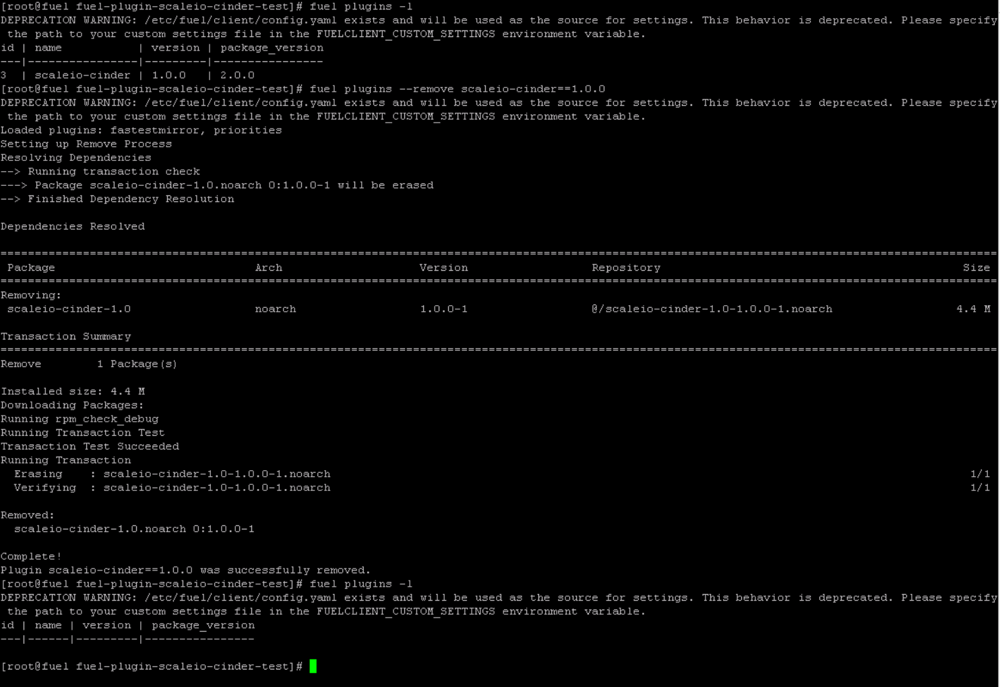 [root@fuel fuel-plugin-scaleio-cinder-test]# fuel plugins -l
DEPRECATION WARNING: /etc/fuel/client/config.yaml exists and will be used as the source for settings. This behavior is deprecated. Please specify
 the path to your custom settings file in the FUELCLIENT_CUSTOM_SETTINGS environment variable.
id | name           | version | package_version
---|----------------|---------|----------------
3  | scaleio-cinder | 1.0.0   | 2.0.0
[root@fuel fuel-plugin-scaleio-cinder-test]# fuel plugins --remove scaleio-cinder==1.0.0
DEPRECATION WARNING: /etc/fuel/client/config.yaml exists and will be used as the source for settings. This behavior is deprecated. Please specify
 the path to your custom settings file in the FUELCLIENT_CUSTOM_SETTINGS environment variable.
Loaded plugins: fastestmirror, priorities
Setting up Remove Process
Resolving Dependencies
--> Running transaction check
---> Package scaleio-cinder-1.0.noarch 0:1.0.0-1 will be erased
--> Finished Dependency Resolution

Dependencies Resolved

=================================================================================================================================================
 Package                             Arch                    Version                  Repository                                            Size
=================================================================================================================================================
Removing:
 scaleio-cinder-1.0                  noarch                  1.0.0-1                  @/scaleio-cinder-1.0-1.0.0-1.noarch                  4.4 M

Transaction Summary
=================================================================================================================================================
Remove        1 Package(s)

Installed size: 4.4 M
Downloading Packages:
Running rpm_check_debug
Running Transaction Test
Transaction Test Succeeded
Running Transaction
  Erasing    : scaleio-cinder-1.0-1.0.0-1.noarch                                                                                             1/1
  Verifying  : scaleio-cinder-1.0-1.0.0-1.noarch                                                                                             1/1

Removed:
  scaleio-cinder-1.0.noarch 0:1.0.0-1

Complete!
Plugin scaleio-cinder==1.0.0 was successfully removed.
[root@fuel fuel-plugin-scaleio-cinder-test]# fuel plugins -l
DEPRECATION WARNING: /etc/fuel/client/config.yaml exists and will be used as the source for settings. This behavior is deprecated. Please specify
 the path to your custom settings file in the FUELCLIENT_CUSTOM_SETTINGS environment variable.
id | name | version | package_version
---|------|---------|----------------

[root@fuel fuel-plugin-scaleio-cinder-test]#